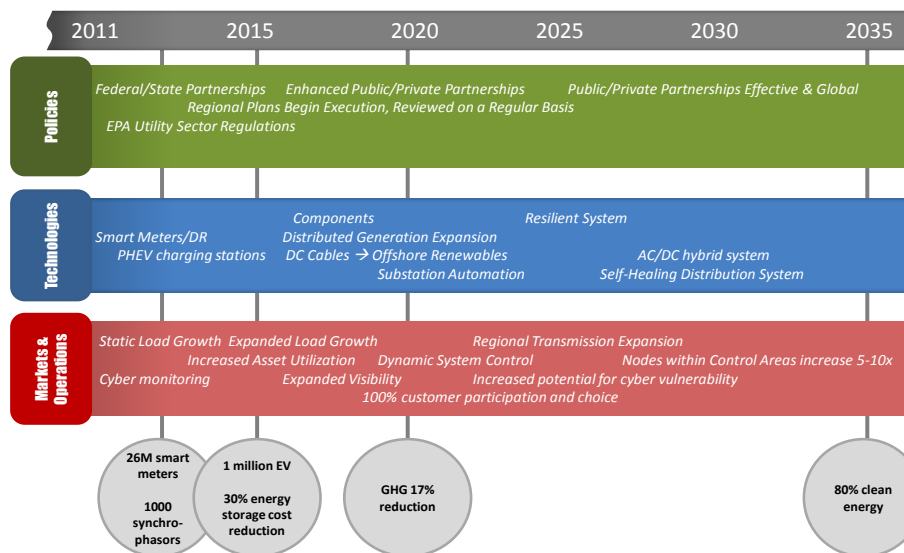 2011 2015 2020 2025 2030 2035
Policies
Federal/State Partnerships Enhanced Public/Private Partnerships Public/Private Partnerships Effective & Global
Regional Plans Begin Execution, Reviewed on a Regular Basis
EPA Utility Sector Regulations
Technologies
Components Resilient System
Smart Meters/DR Distributed Generation Expansion
PHEV charging stations DC Cables → Offshore Renewables AC/DC hybrid system
Substation Automation Self-Healing Distribution System
Markets &
Operations
Static Load Growth Expanded Load Growth Regional Transmission Expansion
Increased Asset Utilization Dynamic System Control Nodes within Control Areas increase 5-10x
Cyber monitoring Expanded Visibility Increased potential for cyber vulnerability
100% customer participation and choice
26M smart
meters
1000
synchro-
phasors
1 million EV
30% energy
storage cost
reduction
GHG 17%
reduction
80% clean
energy